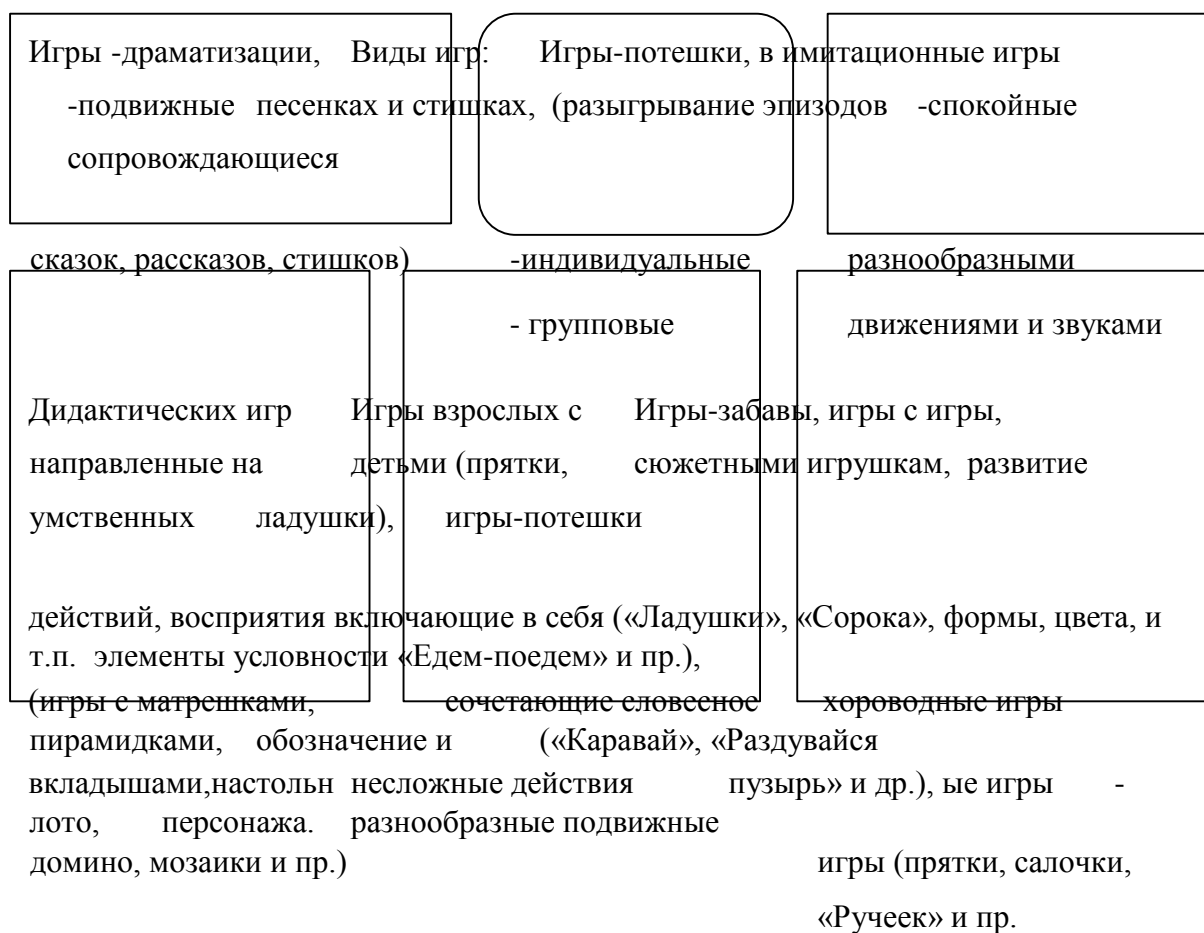 Игры -драматизации, Виды игр: Игры-потешки, в имитационные игры
-подвижные песенках и стишках, (разыгрывание эпизодов -спокойные
сопровождающиеся
сказок, рассказов, стишков) -индивидуальные разнообразными
- групповые движениями и звуками
Дидактических игр Игры взрослых с Игры-забавы, игры с игры,
направленные на детьми (прятки, сюжетными игрушкам, развитие
умственных ладушки), игры-потешки
действий, восприятия включающие в себя («Ладушки», «Сорока», формы, цвета, и
т.п. элементы условности «Едем-поедем» и пр.),
(игры с матрешками, сочетающие словесное хороводные игры
пирамидками, обозначение и («Каравай», «Раздувайся
вкладышами,настольн несложные действия пузырь» и др.), ые игры -
лото, персонажа. разнообразные подвижные
домино, мозаики и пр.) игры (прятки, салочки,
«Ручеек» и пр.